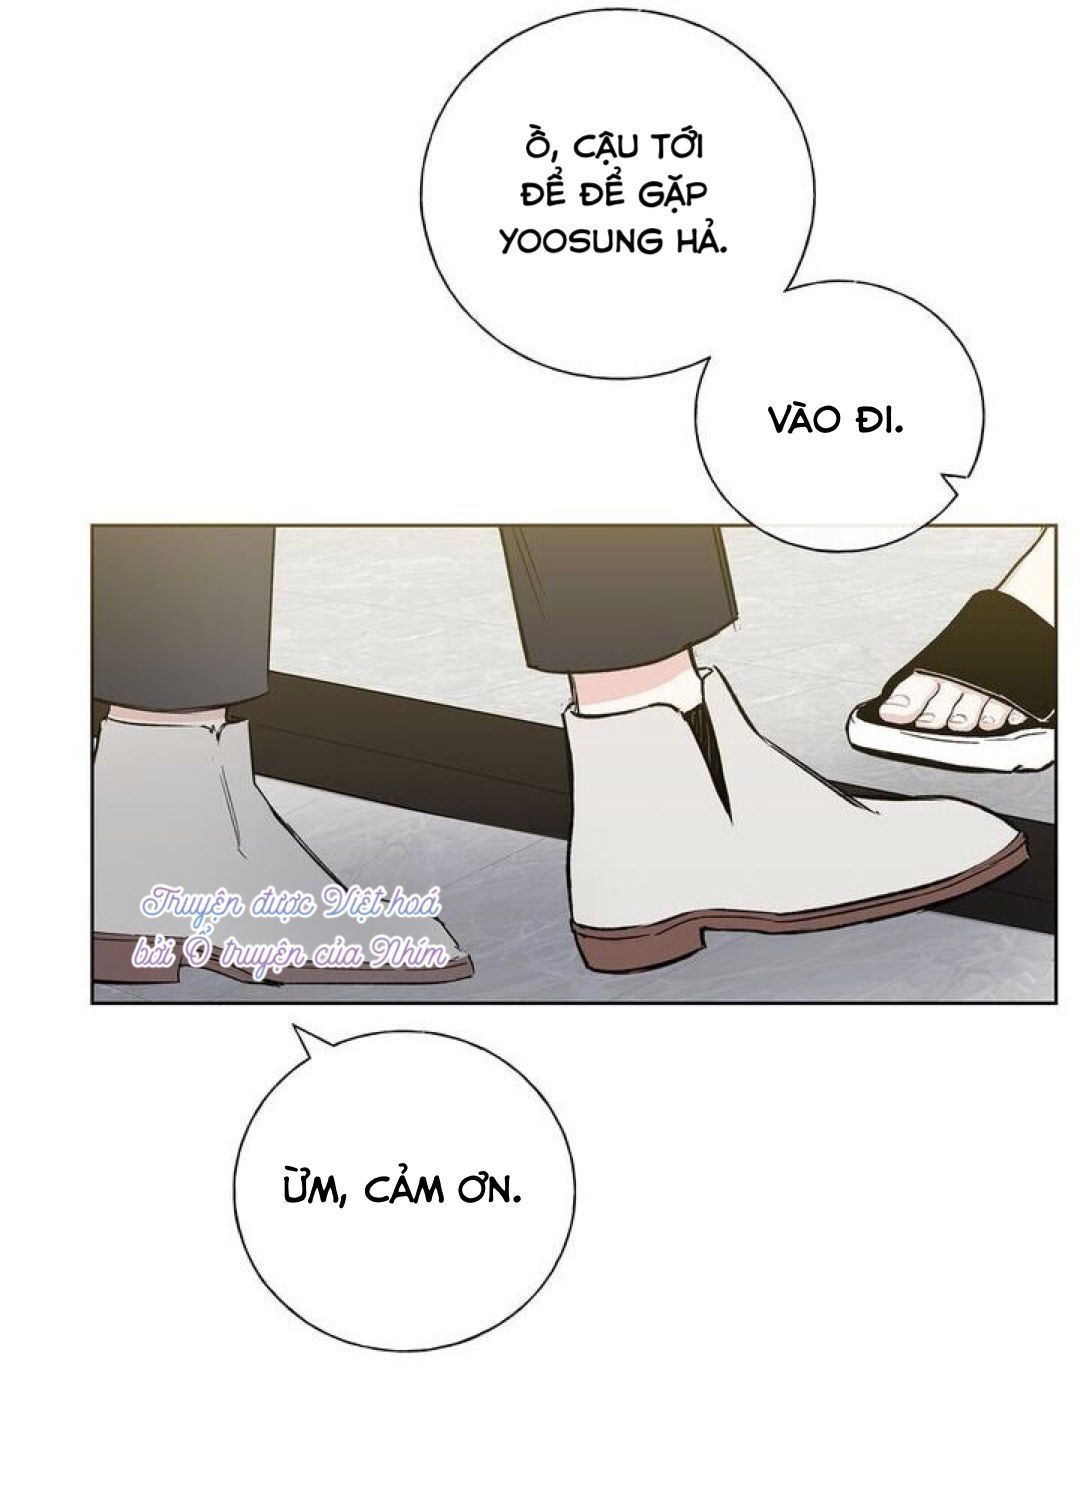 Ồ, CẬU TỚI
ĐỂ ĐỂ GẶP
YOOSUNG HẢ.
VÀO ĐI.
Truyện được Việt hoá
bởi Ổ truyện của Nhím
ỪM, CẢM ƠN.